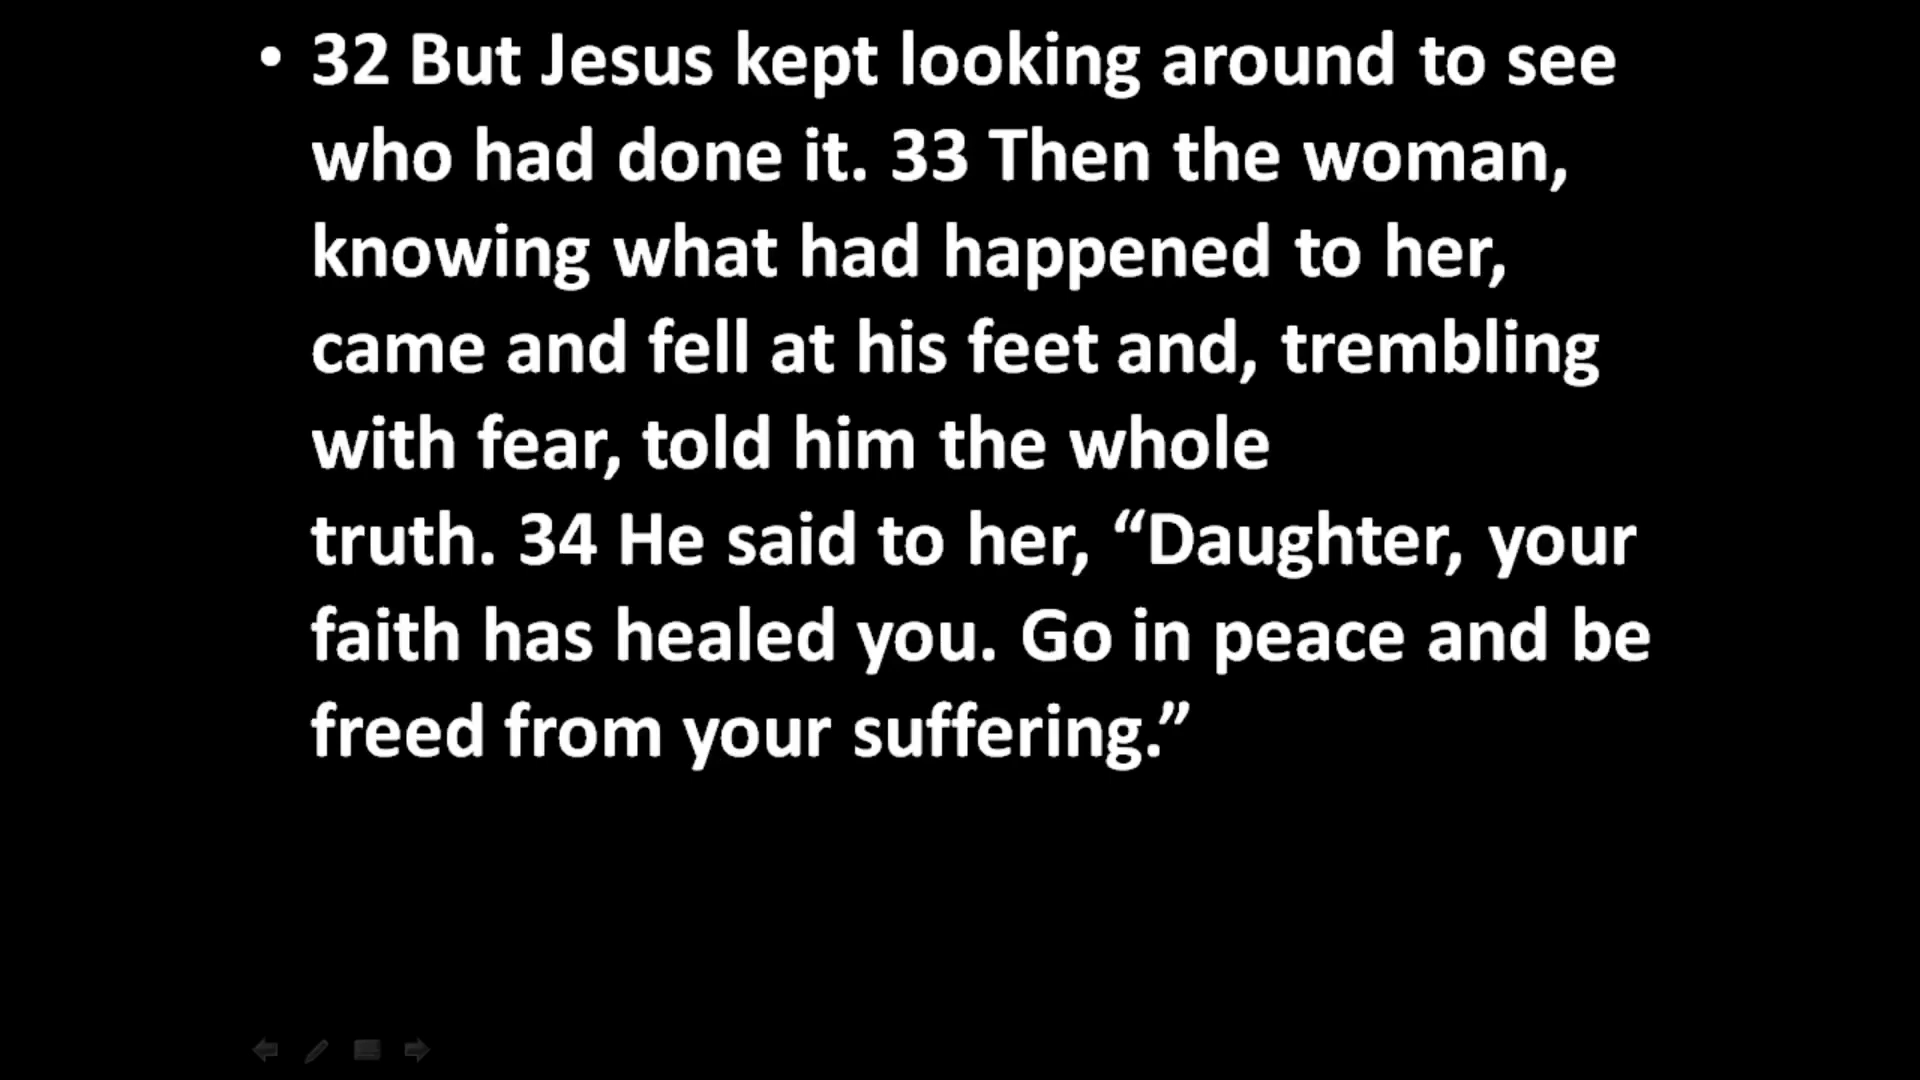 • 32 But Jesus kept looking around to see
who had done it. 33 Then the woman,
knowing what had happened to her,
came and fell at his feet and, trembling
with fear, told him the whole
truth. 34 He said to her, “Daughter, your
faith has healed you. Go in peace and be
freed from your suffering.”